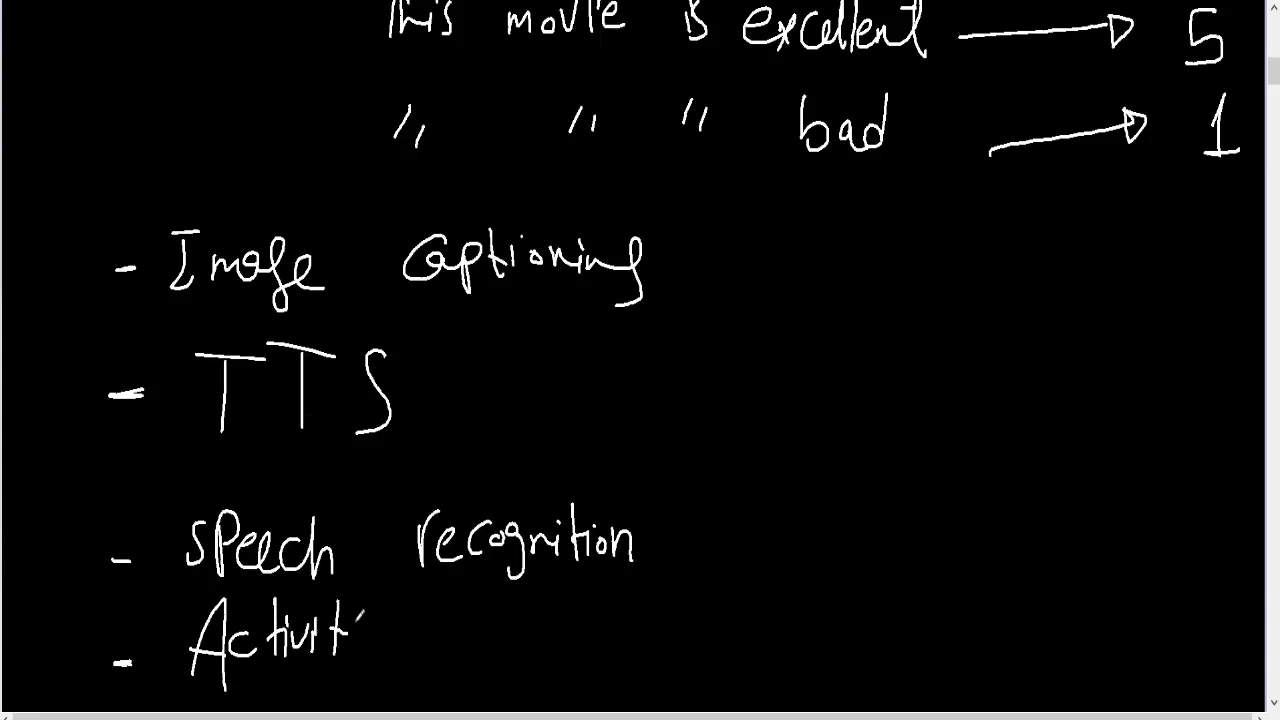 This movie is excellent → 5
" " " bad → 1
- Image Captioning
- TTS
- speech recognition
- Activit